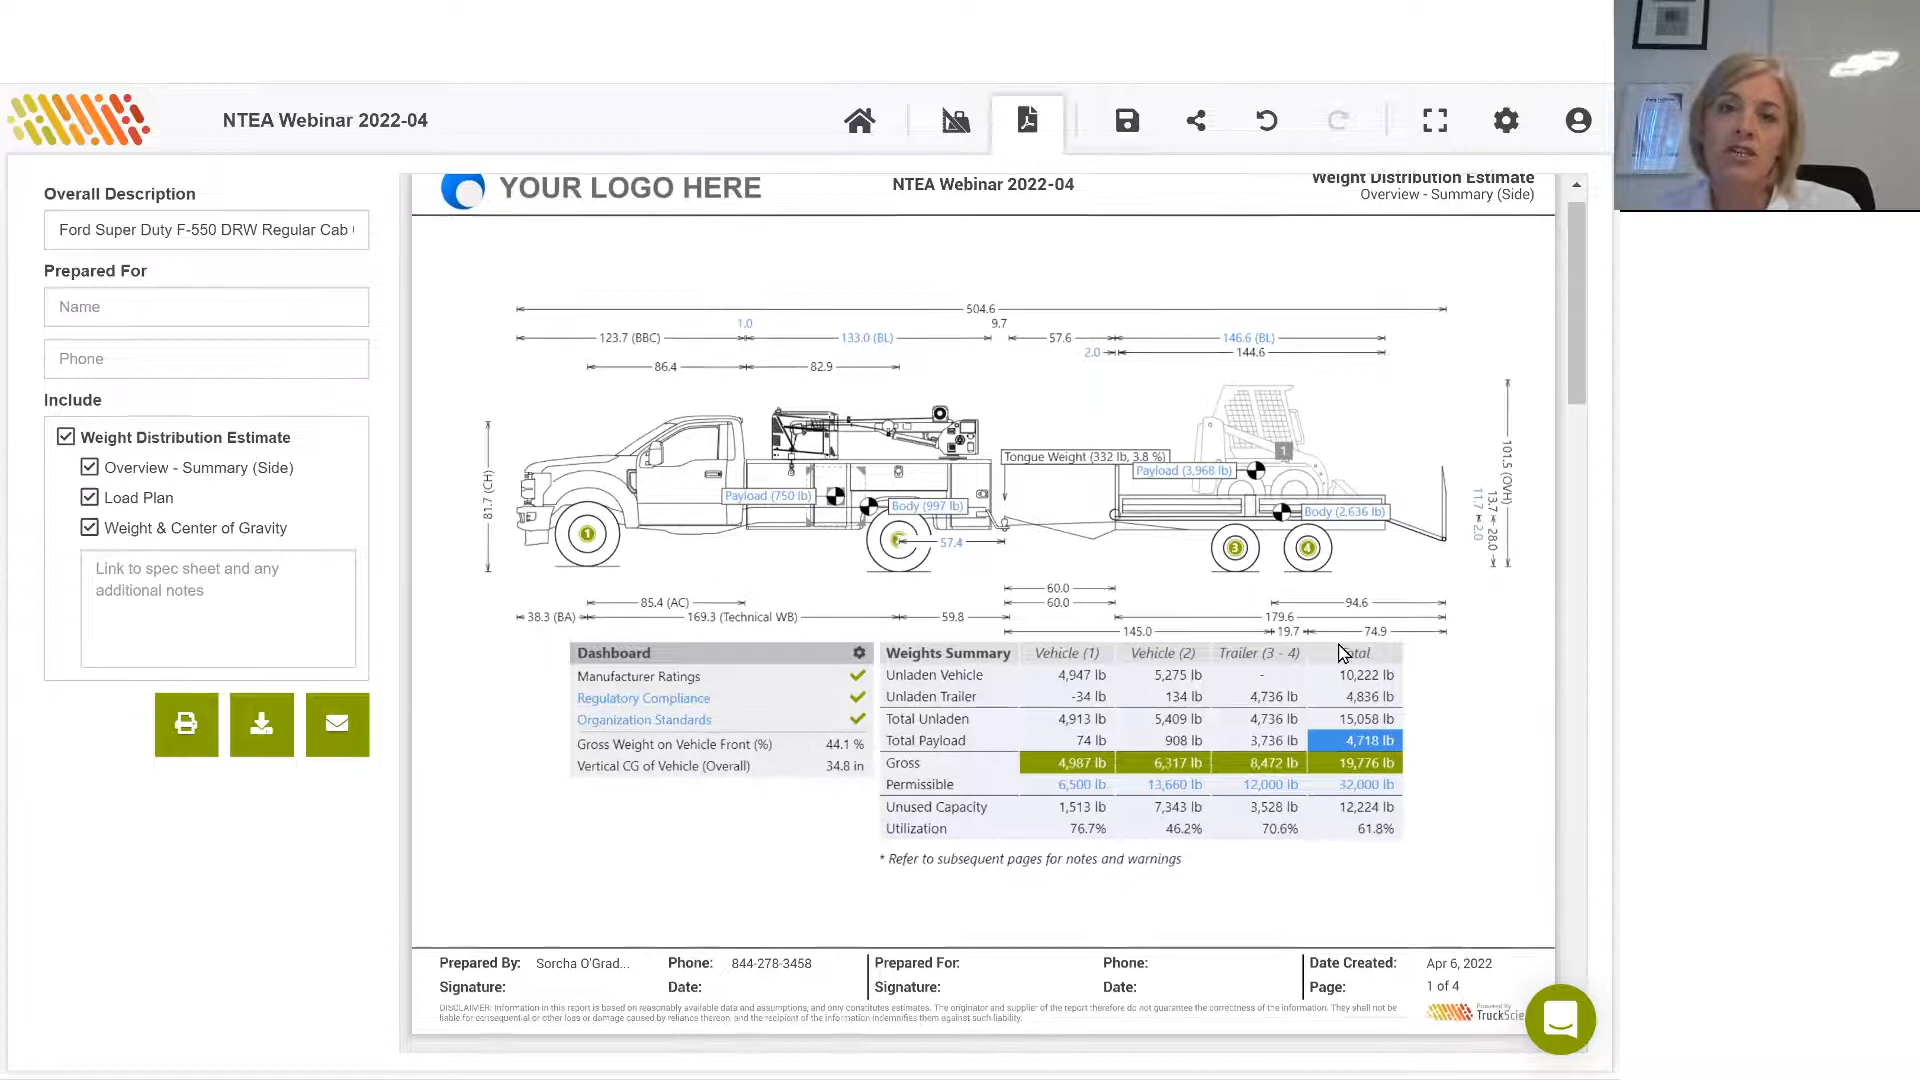 NTEA Webinar 2022-04
Overall Description
Ford Super Duty F-550 DRW Regular Cab
Prepared For
Name
Phone
Include
Weight Distribution Estimate
Overview - Summary (Side)
Load Plan
Weight & Center of Gravity
Link to spec sheet and any
additional notes
YOUR LOGO HERE
NTEA Webinar 2022-04
Weight Distribution Estimate
Overview - Summary (Side)
504.6
1.0
9.7
123.7 (BBC)
133.0 (BL)
57.6
146.6 (BL)
2.0
144.6
86.4
82.9
81.7 (CH)
101.5 (OVH)
13.7
28.0
11.7
2.0
Tongue Weight (332 lb, 3.8 %)
Payload (3,968 lb)
1
Payload (750 lb)
Body (997 lb)
Body (2,636 lb)
1
3
4
57.4
60.0
85.4 (AC)
60.0
94.6
38.3 (BA)
169.3 (Technical WB)
59.8
179.6
145.0
19.7
74.9
Dashboard
Manufacturer Ratings
Regulatory Compliance
Organization Standards
Gross Weight on Vehicle Front (%) 44.1 %
Vertical CG of Vehicle (Overall) 34.8 in
Weights Summary Vehicle (1) Vehicle (2) Trailer (3 - 4)
Unladen Vehicle 4,947 lb 5,275 lb - 10,222 lb
Unladen Trailer -34 lb 134 lb 4,736 lb 4,836 lb
Total Unladen 4,913 lb 5,409 lb 4,736 lb 15,058 lb
Total Payload 74 lb 908 lb 3,736 lb 4,718 lb
Gross 4,987 lb 6,317 lb 8,472 lb 19,776 lb
Permissible 6,500 lb 13,660 lb 12,000 lb 32,000 lb
Unused Capacity 1,513 lb 7,343 lb 3,528 lb 12,224 lb
Utilization 76.7% 46.2% 70.6% 61.8%
* Refer to subsequent pages for notes and warnings
Prepared By: Sorcha O'Grad... Phone: 844-278-3458 Prepared For: Phone: Date Created: Apr 6, 2022
Signature: Date: Signature: Date: Page: 1 of 4
DISCLAIMER: Information in this report is based on reasonably available data and assumptions, and only constitutes estimates. The originator and supplier of the report therefore do not guarantee the correctness of the information. They shall not be
liable for consequential or other loss or damage caused by reliance thereon, and the recipient of the information indemnifies them against such liability.
Powered By
TruckScie